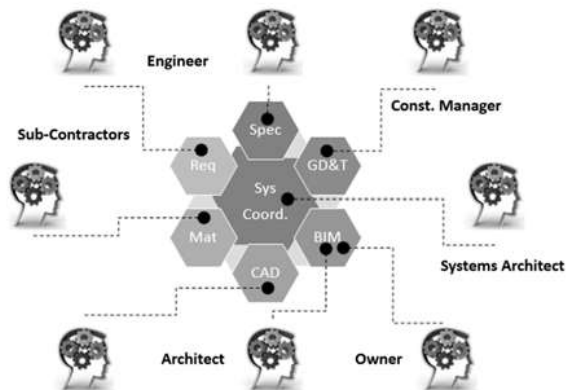 Engineer
Const. Manager
Sub-Contractors
Spec
Req
GD&T
Sys
Coord.
Mat
BIM
CAD
Systems Architect
Architect
Owner